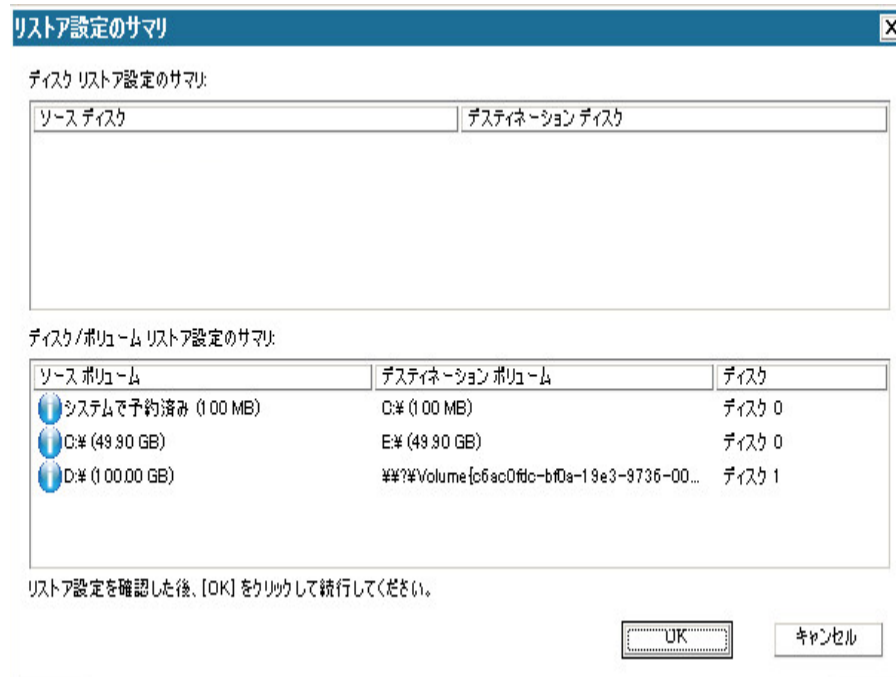 リストア設定のサマリ
ディスク リストア設定のサマリ:
ソース ディスク デスティネーション ディスク
ディスク/ボリューム リストア設定のサマリ:
ソース ボリューム デスティネーション ボリューム ディスク
システムで予約済み (100 MB) C:¥ (100 MB) ディスク 0
C:¥ (49.90 GB) E:¥ (49.90 GB) ディスク 0
D:¥ (100.00 GB) ¥¥?¥Volume{c6ac0fdc-bf0a-19e3-9736-00... ディスク 1
リストア設定を確認した後、[OK] をクリックして続行してください。
OK キャンセル